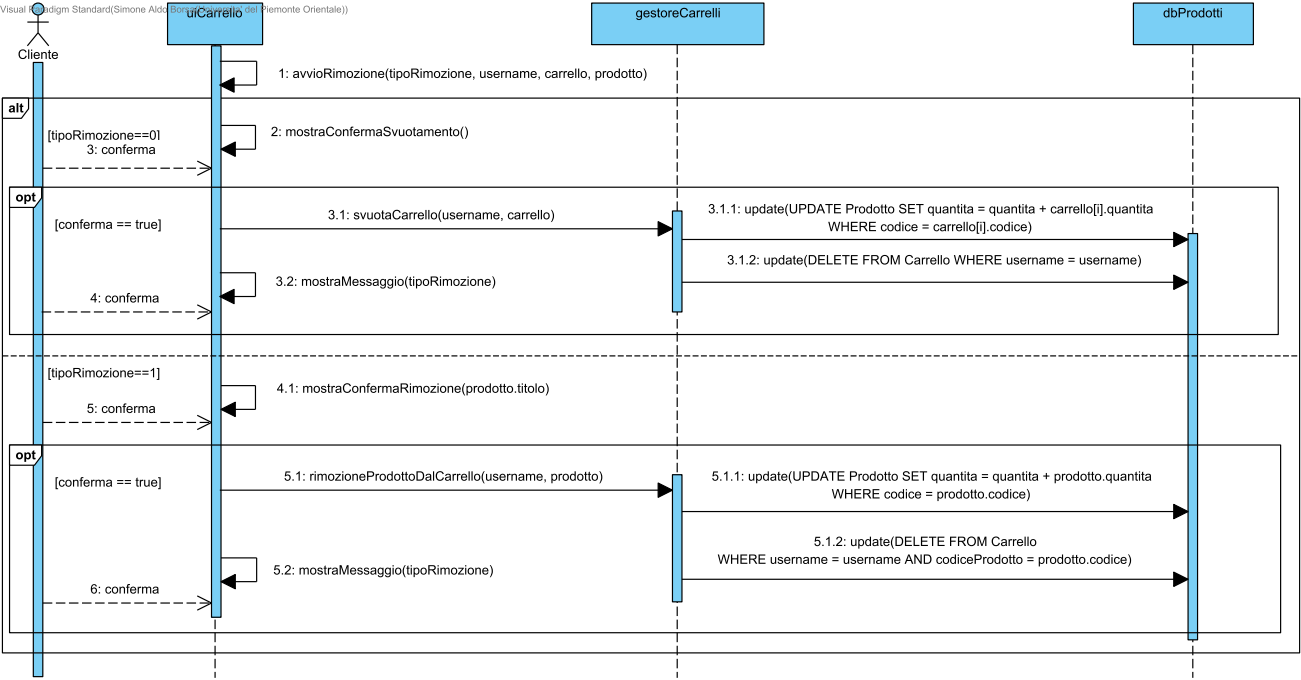 Visual Paradigm Standard(Simone Aldo Borsa(Universita' del Piemonte Orientale))
uiCarrello
gestoreCarrelli
dbProdotti
Cliente
1: avvioRimozione(tipoRimozione, username, carrello, prodotto)
alt
[tipoRimozione==0]
2: mostraConfermaSvuotamento()
3: conferma
opt
[conferma == true]
3.1: svuotaCarrello(username, carrello)
3.1.1: update(UPDATE Prodotto SET quantita = quantita + carrello[i].quantita
WHERE codice = carrello[i].codice)
3.1.2: update(DELETE FROM Carrello WHERE username = username)
3.2: mostraMessaggio(tipoRimozione)
4: conferma
[tipoRimozione==1]
4.1: mostraConfermaRimozione(prodotto.titolo)
5: conferma
opt
[conferma == true]
5.1: rimozioneProdottoDalCarrello(username, prodotto)
5.1.1: update(UPDATE Prodotto SET quantita = quantita + prodotto.quantita
WHERE codice = prodotto.codice)
5.1.2: update(DELETE FROM Carrello
WHERE username = username AND codiceProdotto = prodotto.codice)
5.2: mostraMessaggio(tipoRimozione)
6: conferma